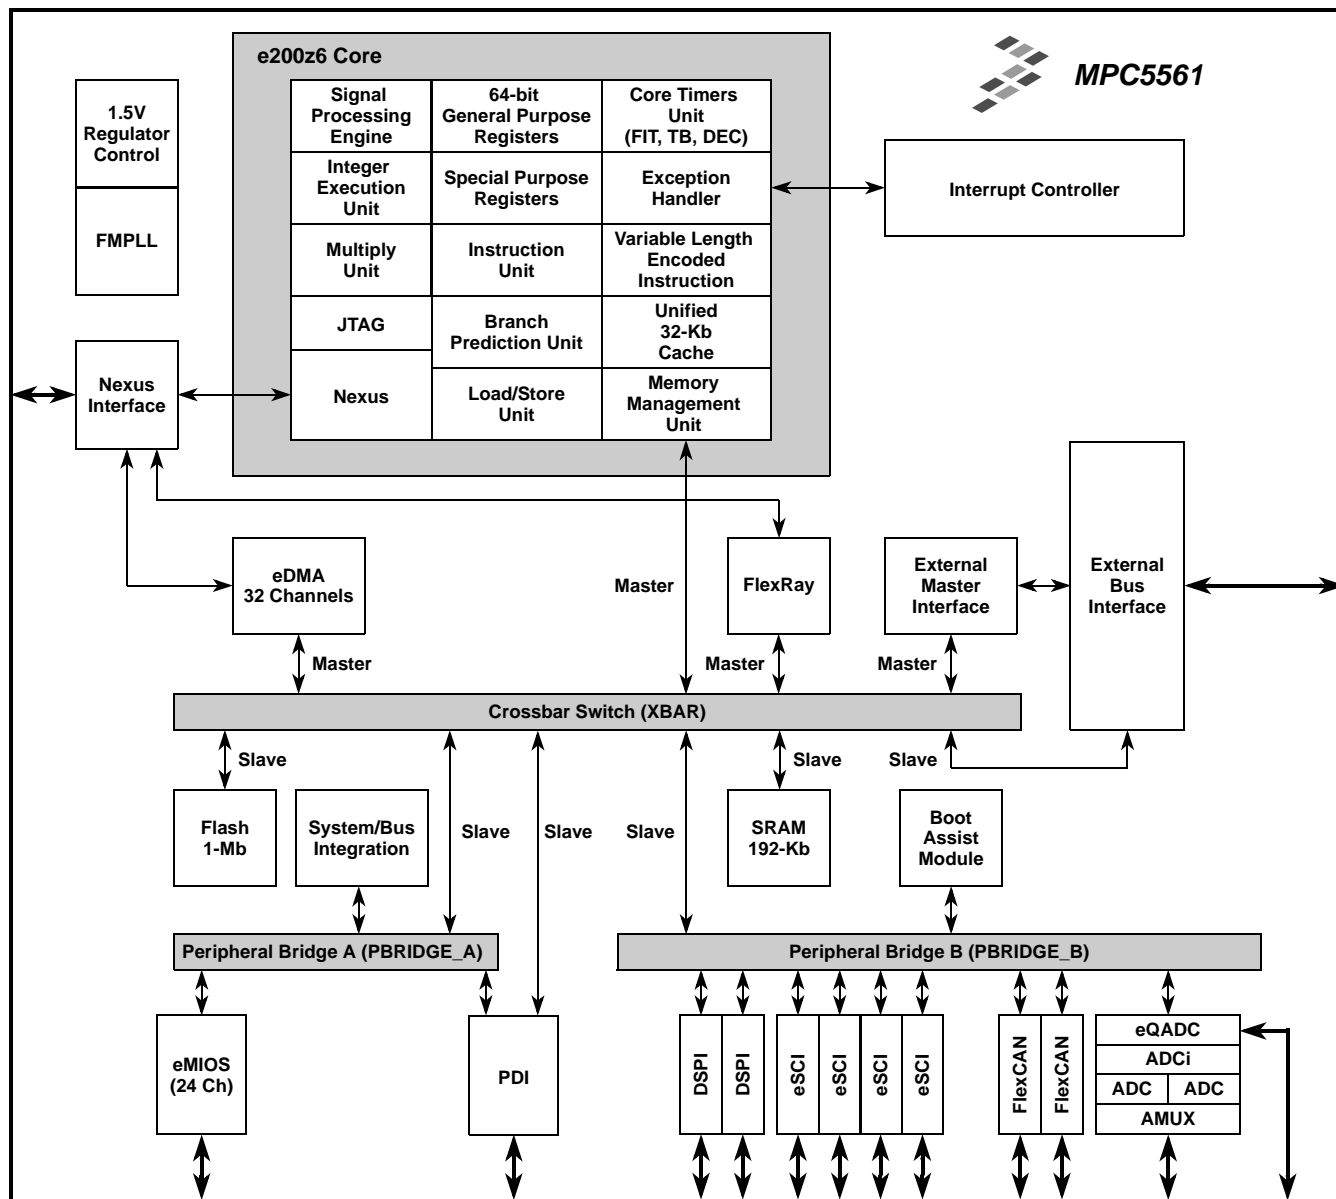 e200z6 Core
MPC5561
1.5V
Regulator
Control
FMPLL
Signal
Processing
Engine
64-bit
General Purpose
Registers
Core Timers
Unit
(FIT, TB, DEC)
Integer
Execution
Unit
Special Purpose
Registers
Exception
Handler
Interrupt Controller
Multiply
Unit
Instruction
Unit
Variable Length
Encoded
Instruction
JTAG
Branch
Prediction Unit
Unified
32-Kb
Cache
Nexus
Interface
Nexus
Load/Store
Unit
Memory
Management
Unit
eDMA
32 Channels
Master
FlexRay
External
Master
Interface
External
Bus
Interface
Master
Master
Master
Crossbar Switch (XBAR)
Slave
Slave
Slave
Flash
1-Mb
System/Bus
Integration
Slave
Slave
Slave
SRAM
192-Kb
Boot
Assist
Module
Peripheral Bridge A (PBRIDGE_A)
Peripheral Bridge B (PBRIDGE_B)
eMIOS
(24 Ch)
PDI
DSPI
DSPI
eSCI
eSCI
eSCI
eSCI
FlexCAN
FlexCAN
eQADC
ADCi
ADC
ADC
AMUX